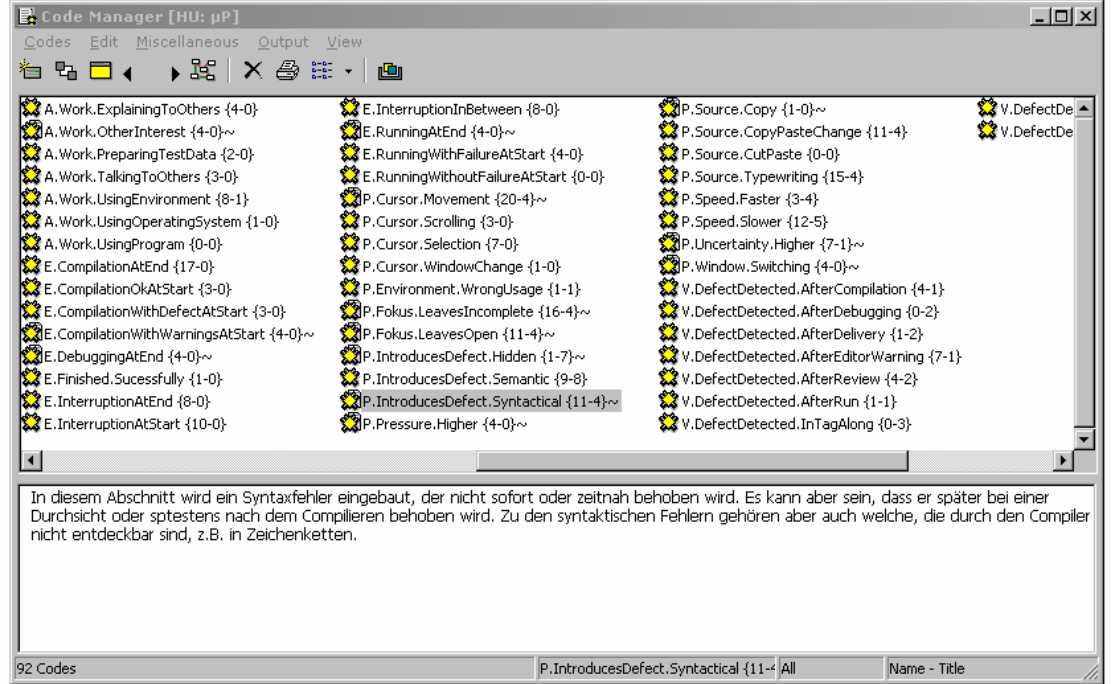 Code Manager [HU: µP]
Codes Edit Miscellaneous Output View
A.Work.ExplainingToOthers {4-0}
A.Work.OtherInterest {4-0}~
A.Work.PreparingTestData {2-0}
A.Work.TalkingToOthers {3-0}
A.Work.UsingEnvironment {8-1}
A.Work.UsingOperatingSystem {1-0}
A.Work.UsingProgram {0-0}
E.CompilationAtEnd {17-0}
E.CompilationOkAtStart {3-0}
E.CompilationWithDefectAtStart {3-0}
E.CompilationWithWarningsAtStart {4-0}~
E.DebuggingAtEnd {4-0}~
E.Finished.Sucessfully {1-0}
E.InterruptionAtEnd {8-0}
E.InterruptionAtStart {10-0}
E.InterruptionInBetween {8-0}
E.RunningAtEnd {4-0}~
E.RunningWithFailureAtStart {4-0}
E.RunningWithoutFailureAtStart {0-0}
P.Cursor.Movement {20-4}~
P.Cursor.Scrolling {3-0}
P.Cursor.Selection {7-0}
P.Cursor.WindowChange {1-0}
P.Environment.WrongUsage {1-1}
P.Fokus.LeavesIncomplete {16-4}~
P.Fokus.LeavesOpen {11-4}~
P.IntroducesDefect.Hidden {1-7}~
P.IntroducesDefect.Semantic {9-8}
P.IntroducesDefect.Syntactical {11-4}~
P.Pressure.Higher {4-0}~
P.Source.Copy {1-0}~
P.Source.CopyPasteChange {11-4}
P.Source.CutPaste {0-0}
P.Source.Typewriting {15-4}
P.Speed.Faster {3-4}
P.Speed.Slower {12-5}
P.Uncertainty.Higher {7-1}~
P.Window.Switching {4-0}~
V.DefectDetected.AfterCompilation {4-1}
V.DefectDetected.AfterDebugging {0-2}
V.DefectDetected.AfterDelivery {1-2}
V.DefectDetected.AfterEditorWarning {7-1}
V.DefectDetected.AfterReview {4-2}
V.DefectDetected.AfterRun {1-1}
V.DefectDetected.InTagAlong {0-3}
V.DefectDe
V.DefectDe
In diesem Abschnitt wird ein Syntaxfehler eingebaut, der nicht sofort oder zeitnah behoben wird. Es kann aber sein, dass er später bei einer
Durchsicht oder sptestens nach dem Compilieren behoben wird. Zu den syntaktischen Fehlern gehören aber auch welche, die durch den Compiler
nicht entdeckbar sind, z.B. in Zeichenketten.
92 Codes P.IntroducesDefect.Syntactical {11-4 All Name - Title